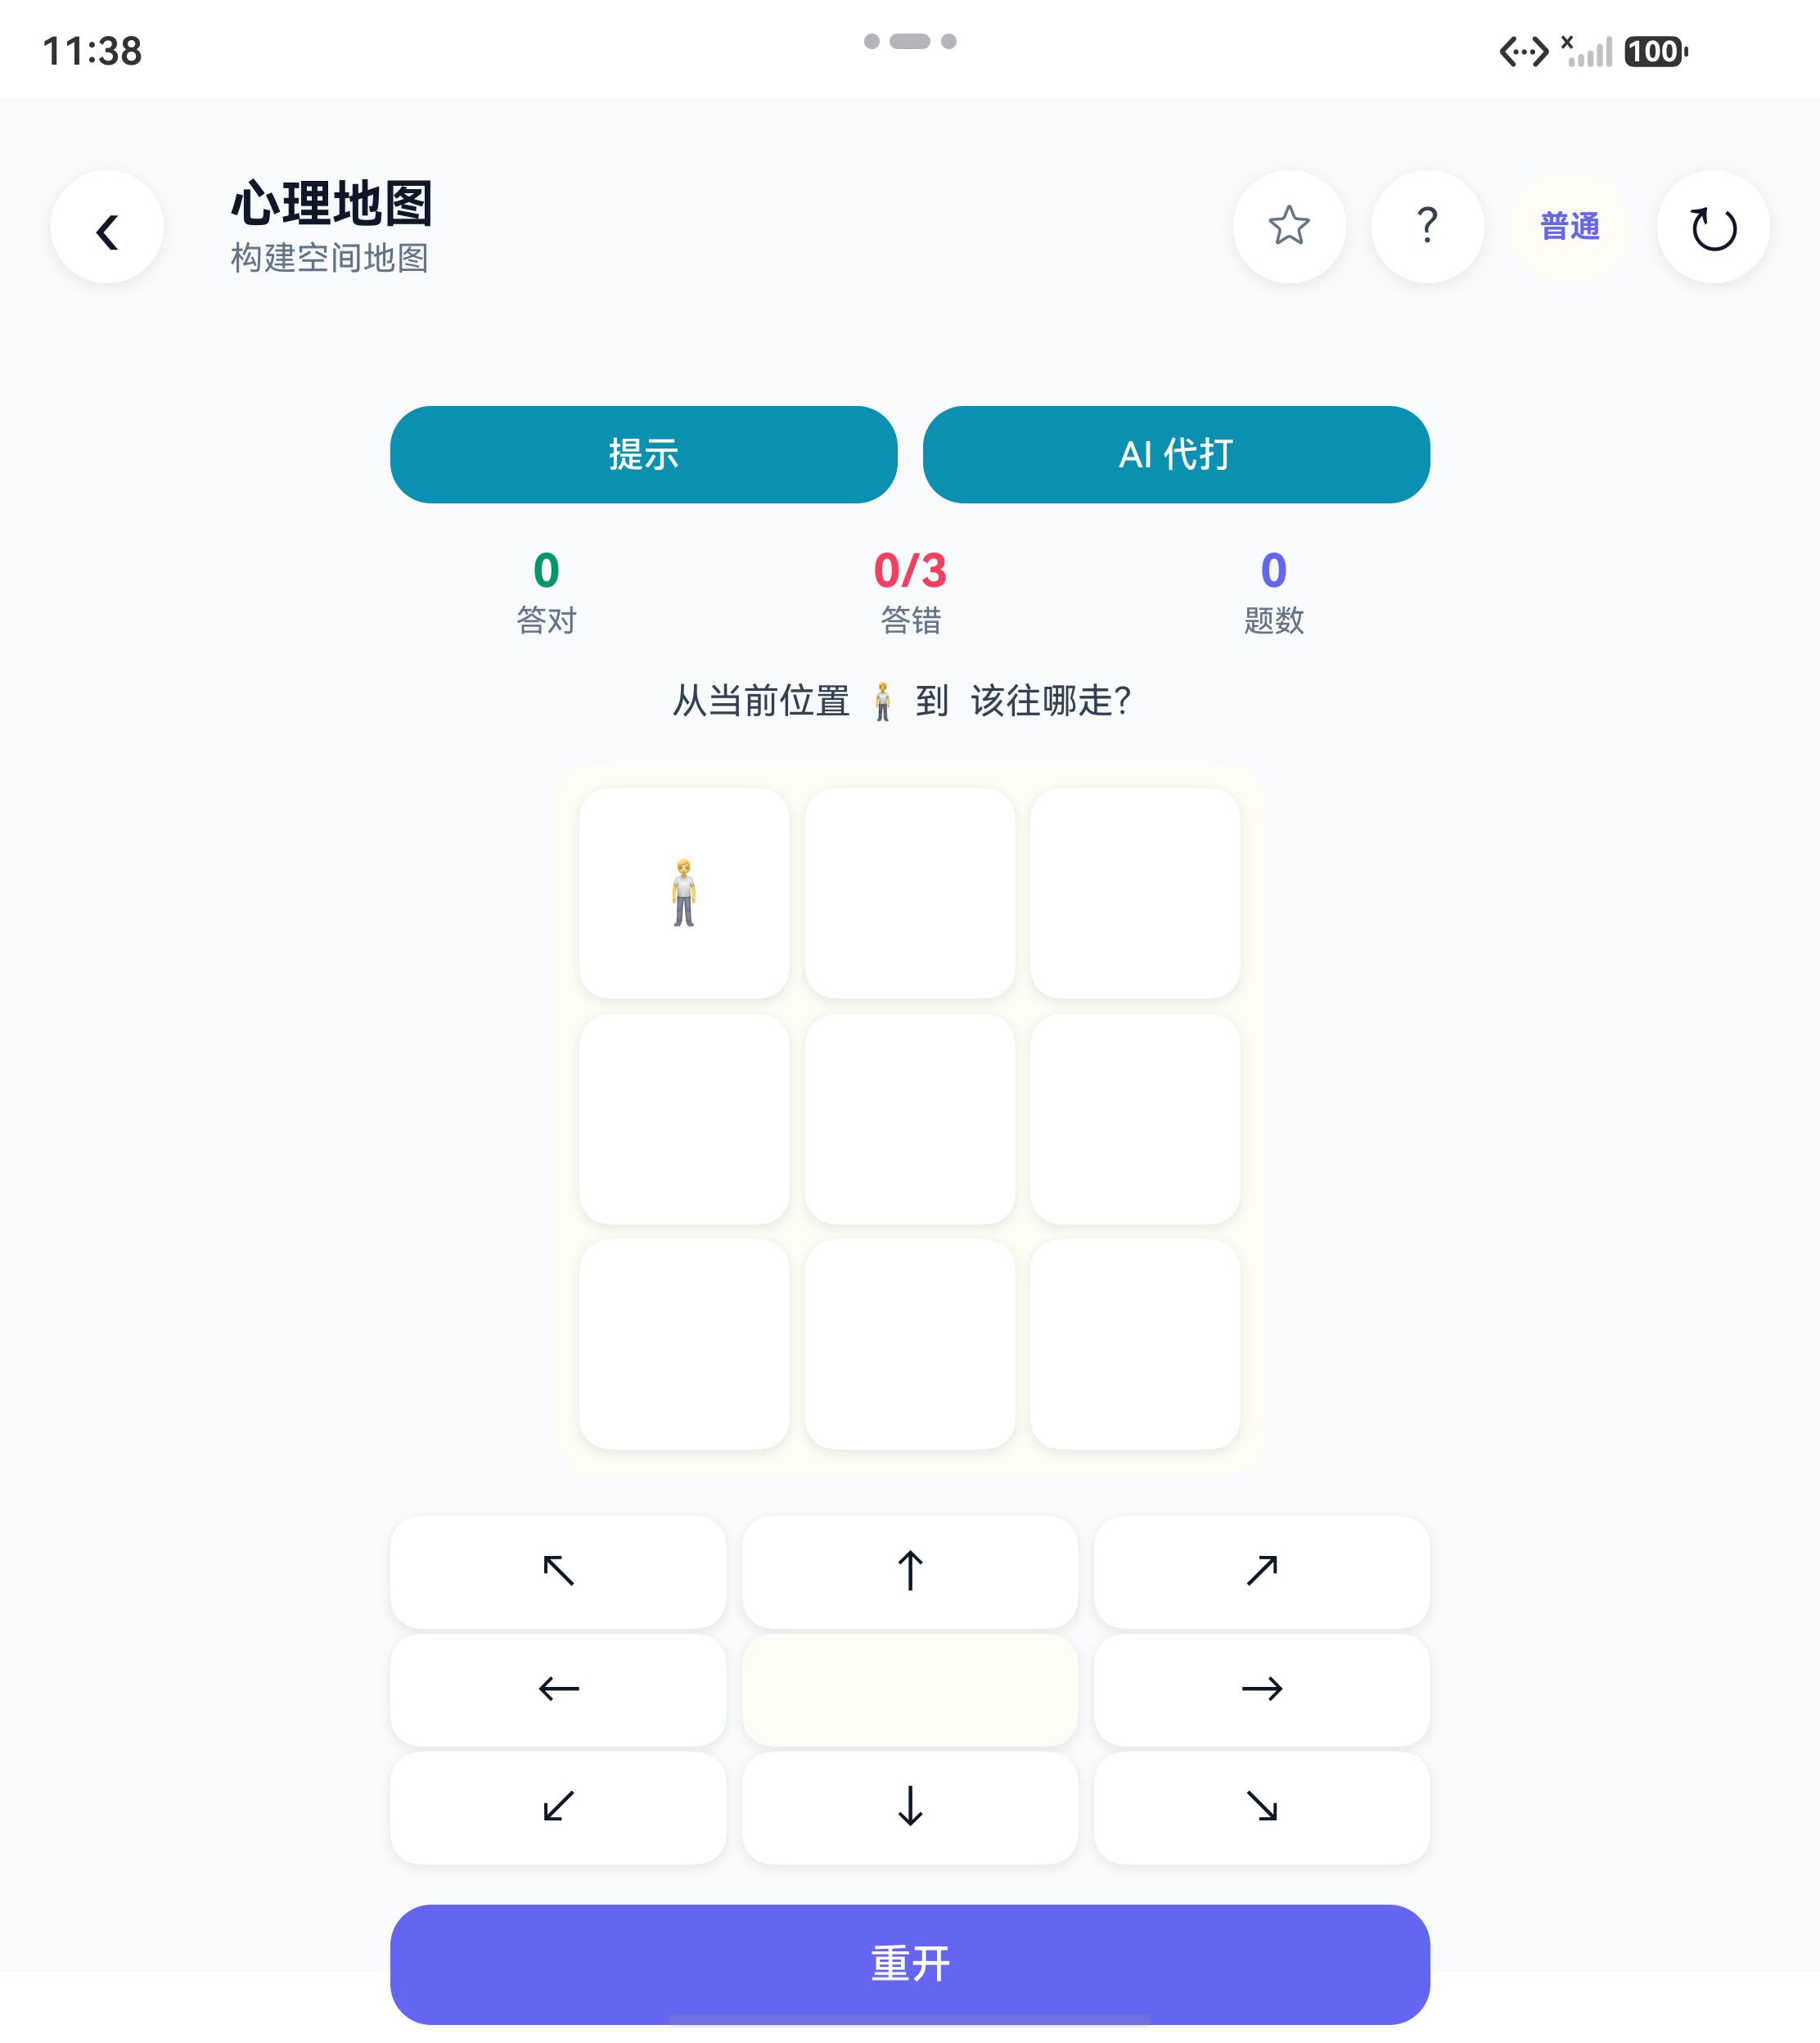 11:38
100
心理地图
构建空间地图
?
普通
提示
AI 代打
0
0/3
0
答对
答错
题数
从当前位置 🧍 到 该往哪走?
↖ ↑ ↗
← →
↙ ↓ ↘
重开